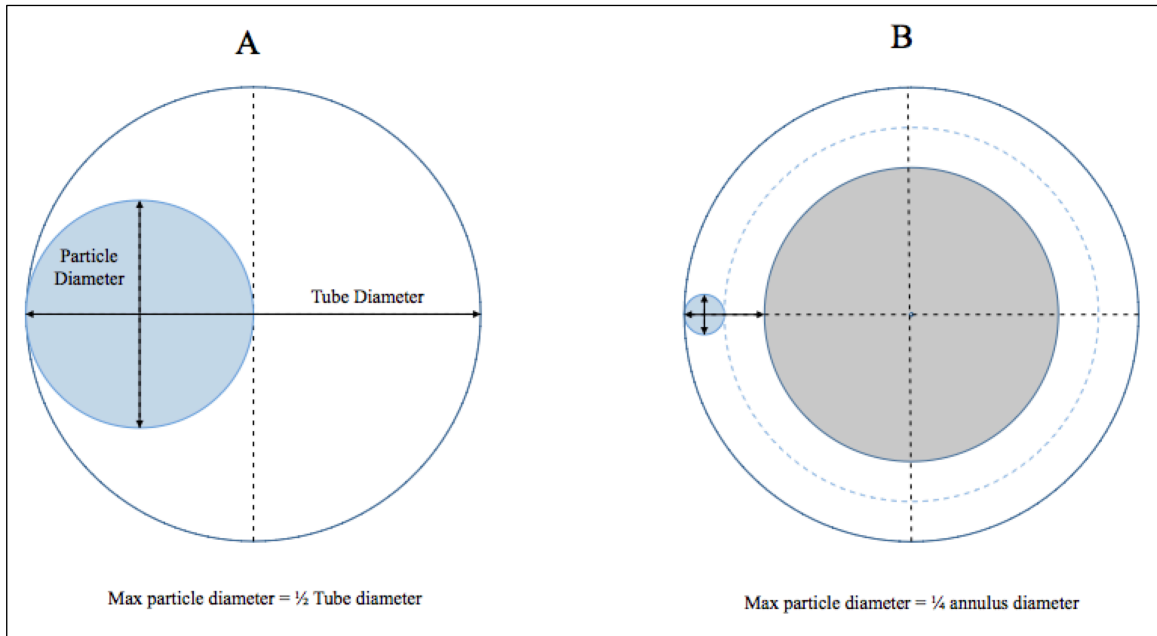 A
B
Particle
Diameter
Tube Diameter
Max particle diameter = ½ Tube diameter
Max particle diameter = ¼ annulus diameter